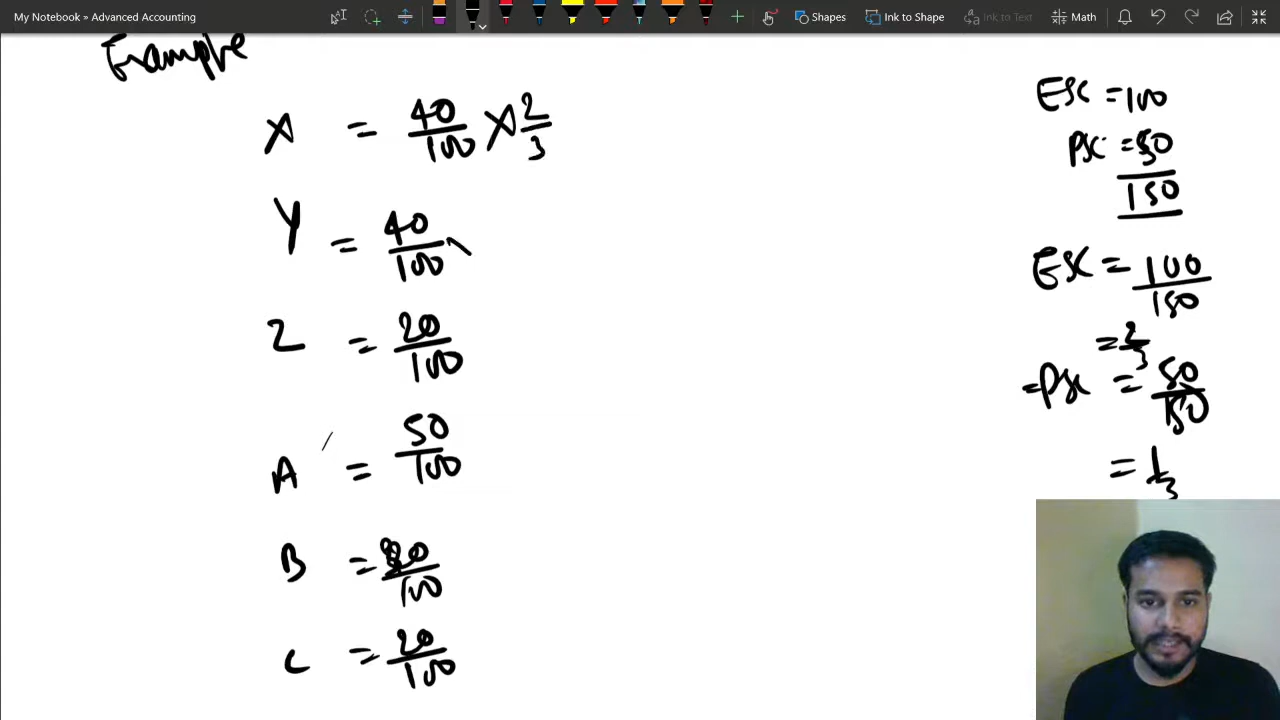 My Notebook » Advanced Accounting
Shapes
Ink to Shape
Ink to Text
Math
Example
X = 40/100 X 2/3
Y = 40/100
Z = 20/100
A = 50/100
B = 30/100
C = 20/100
ESC = 100
PSC = 50
150
ESC = 100/150
= 2/3
= PSC = 50/150
= 1/3